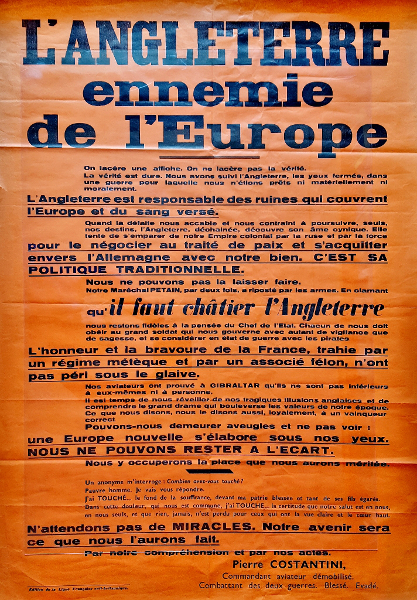 L'ANGLETERRE
ennemie
de l'Europe
On lacère une affiche. On ne lacère pas la vérité.
La vérité est dure. Nous avons suivi l'Angleterre, les yeux fermés, dans
une guerre pour laquelle nous n'étions prêts ni matériellement ni
moralement.
L'Angleterre est responsable des ruines qui couvrent
l'Europe et du sang versé.
Quand la défaite nous accable et nous contraint à poursuivre, seuls,
nos destins, l'Angleterre, déchaînée, découvre son âme cynique. Elle
tente de s'emparer de notre Empire colonial par la ruse et par la force
pour le négocier au traité de paix et s'acquitter
envers l'Allemagne avec notre bien. C'EST SA
POLITIQUE TRADITIONNELLE.
Nous ne pouvons pas la laisser faire.
Notre Maréchal PETAIN, par deux fois, a riposté par les armes. En clamant
qu'il faut châtier l'Angleterre
nous restons fidèles à la pensée du Chef de l'Etat. Chacun de nous doit
obéir au grand soldat qui nous gouverne avec autant de vigilance que
de sagesse, et se considérer en état de guerre avec les pirates
L'honneur et la bravoure de la France, trahie par
un régime métèque et par un associé félon, n'ont
pas péri sous le glaive.
Nos aviateurs ont prouvé à GIBRALTAR qu'ils ne sont pas inférieurs
à eux-mêmes ni à personne.
Il est temps de nous réveiller de nos tragiques illusions anglaises et de
comprendre le grand drame qui bouleverse les valeurs de notre époque.
Ce que nous disons, nous le disons aussi, loyalement, à un vainqueur
correct
Pouvons-nous demeurer aveugles et ne pas voir :
une Europe nouvelle s'élabore sous nos yeux.
NOUS NE POUVONS RESTER A L'ECART.
Nous y occuperons la place que nous aurons méritée.
Un anonyme m'interroge : Combien avez-vous touché ?
Pauvre homme. Je vais vous répondre.
J'ai TOUCHÉ... le fond de la souffrance, devant ma patrie blessée et tant de ses fils égarés.
Dans cette douleur, qui nous est commune, j'ai TOUCHÉ... la certitude que notre salut est en nous,
en nous seuls, et que rien, jamais, n'est perdu pour ceux qui ont la vue claire et le cœur haut.
N'attendons pas de MIRACLES. Notre avenir sera
ce que nous l'aurons fait.
Par notre compréhension et par nos actes.
Pierre COSTANTINI,
Commandant aviateur démobilisé.
Combattant des deux guerres. Blessé. Evadé.